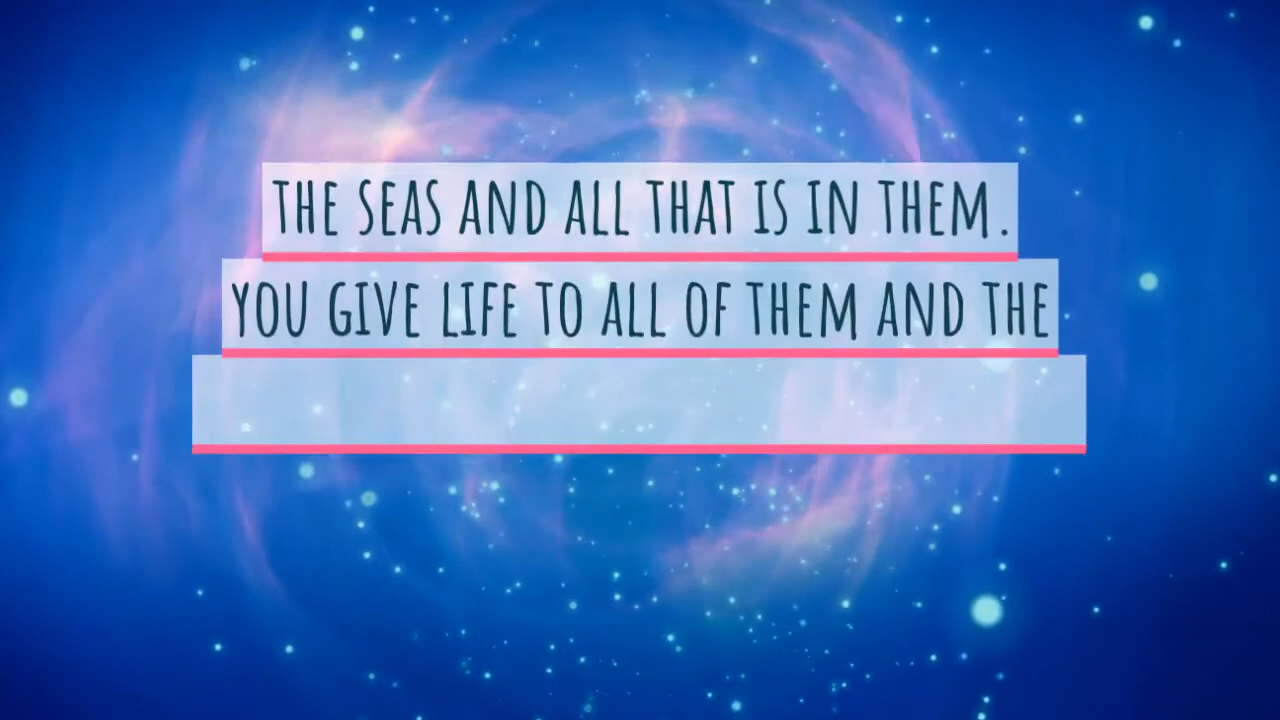 THE SEAS AND ALL THAT IS IN THEM.
YOU GIVE LIFE TO ALL OF THEM AND THE